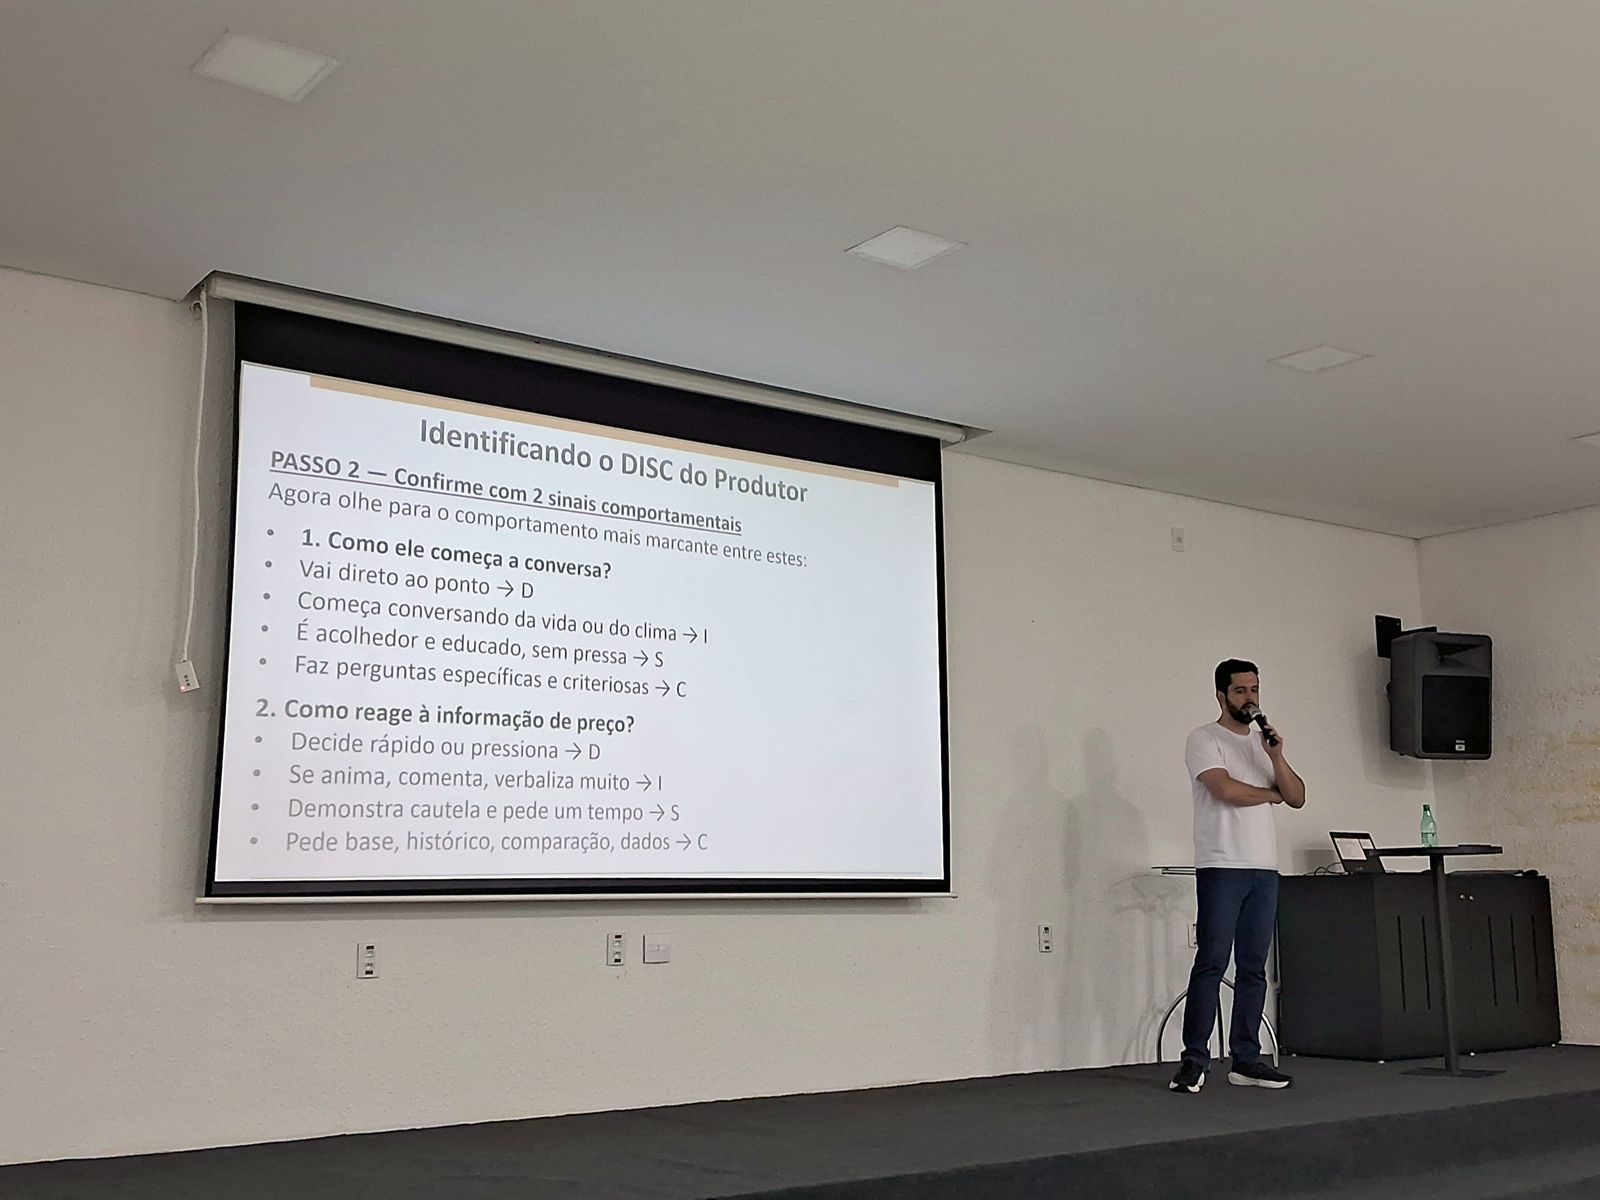 Identificando o DISC do Produtor
PASSO 2 — Confirme com 2 sinais comportamentais
Agora olhe para o comportamento mais marcante entre estes:
• 1. Como ele começa a conversa?
• Vai direto ao ponto → D
• Começa conversando da vida ou do clima → I
• É acolhedor e educado, sem pressa → S
• Faz perguntas específicas e criteriosas → C
2. Como reage à informação de preço?
• Decide rápido ou pressiona → D
• Se anima, comenta, verbaliza muito → I
• Demonstra cautela e pede um tempo → S
• Pede base, histórico, comparação, dados → C